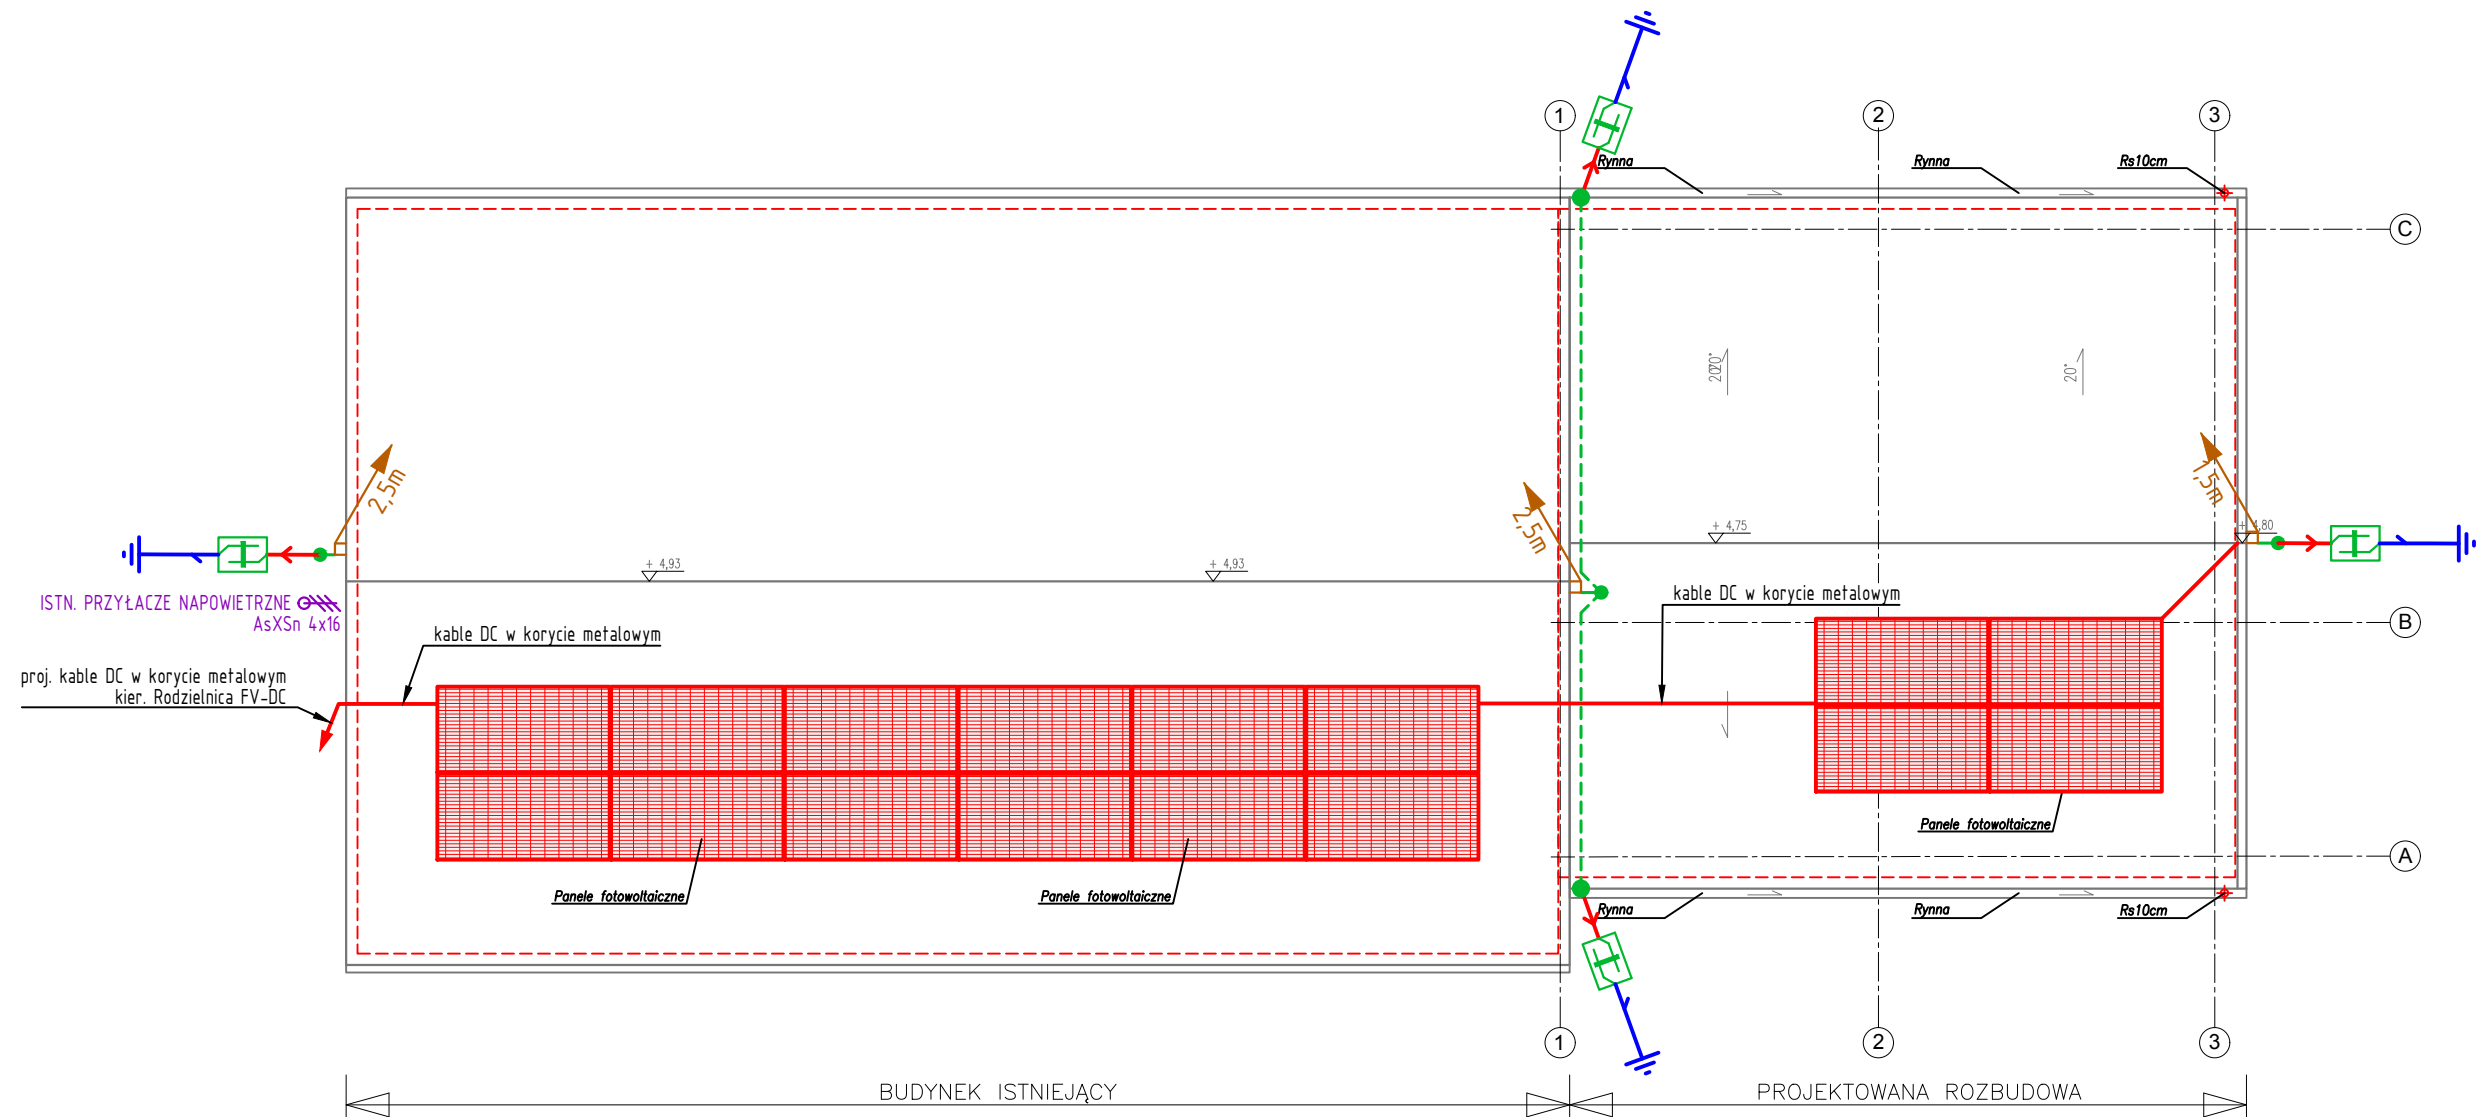 1
2
3
Rynna
Rynna
Rs10cm
C
20°
20°
20°
2,5m
2,5m
1,5m
+ 4,93
+ 4,93
+ 4,75
+ 4,80
ISTN. PRZYŁACZE NAPOWIETRZNE
AsXSn 4x16
kable DC w korycie metalowym
kable DC w korycie metalowym
B
proj. kable DC w korycie metalowym
kier. Rodzielnica FV-DC
Panele fotowoltaiczne
Panele fotowoltaiczne
Panele fotowoltaiczne
A
Rynna
Rynna
Rs10cm
1
2
3
BUDYNEK ISTNIEJĄCY
PROJEKTOWANA ROZBUDOWA